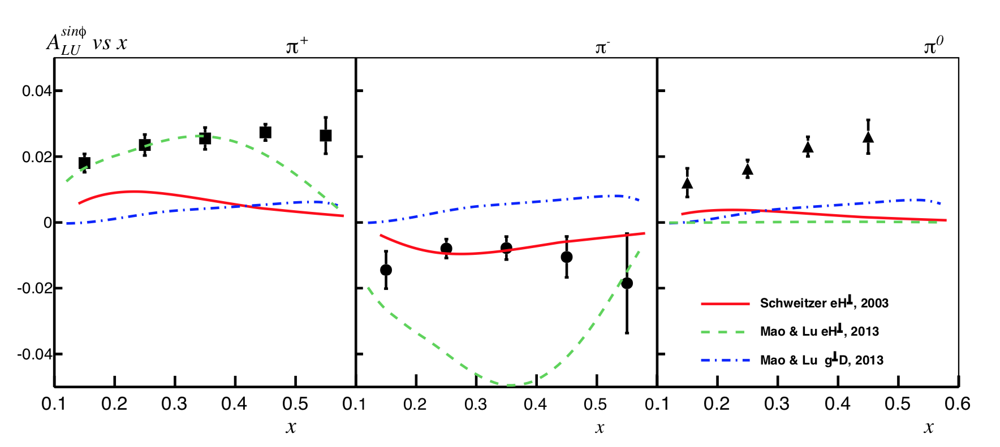 A_{LU}^{sinϕ} vs x π⁺ π⁻ π⁰
0.04
0.02
0
-0.02
-0.04
Schweitzer eH⊥, 2003
Mao & Lu eH⊥, 2013
Mao & Lu g⊥D, 2013
0.1 0.2 0.3 0.4 0.5 0.1 0.2 0.3 0.4 0.5 0.1 0.2 0.3 0.4 0.5 0.6
x x x